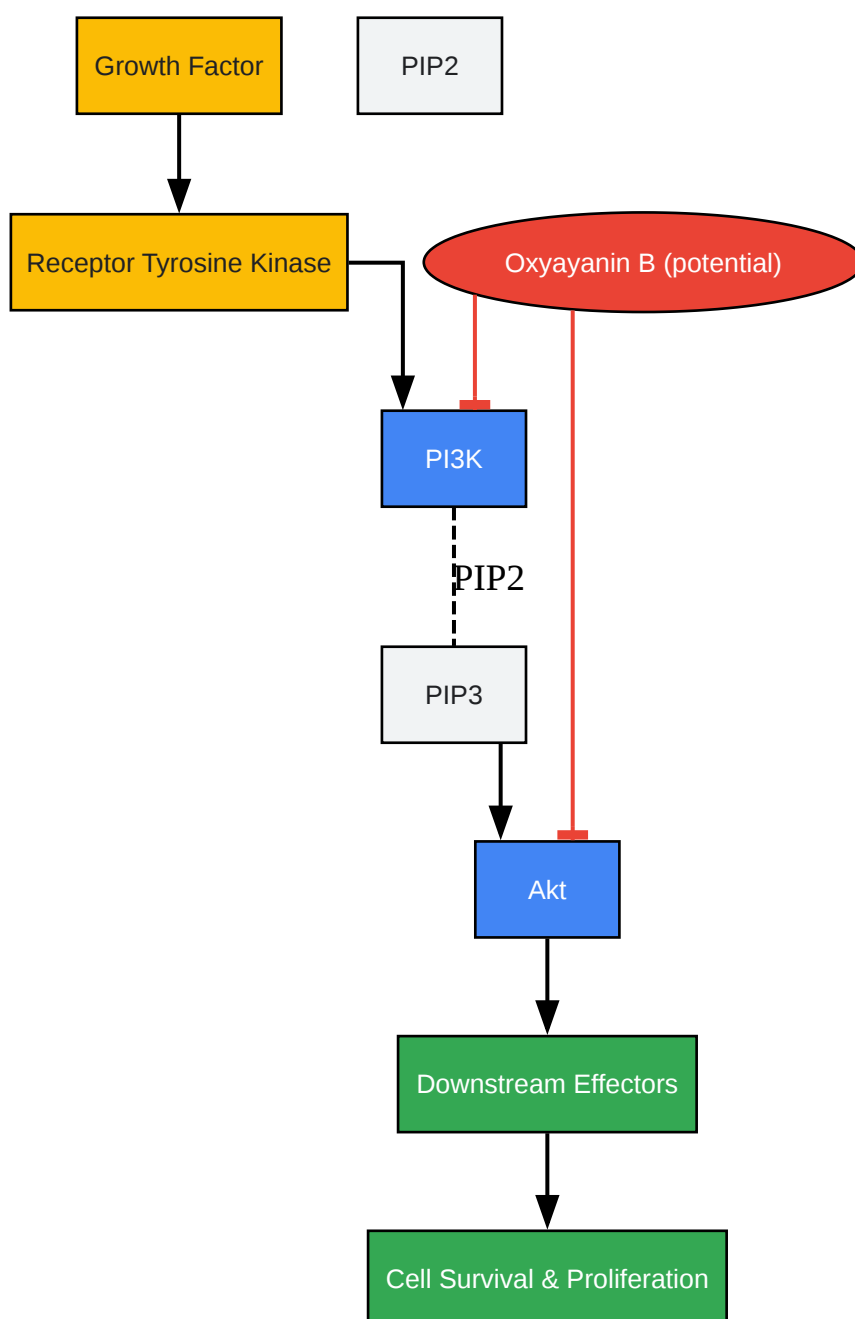 Growth Factor
PIP2
Receptor Tyrosine Kinase
Oxyayanin B (potential)
PI3K
PIP2
PIP3
Akt
Downstream Effectors
Cell Survival & Proliferation